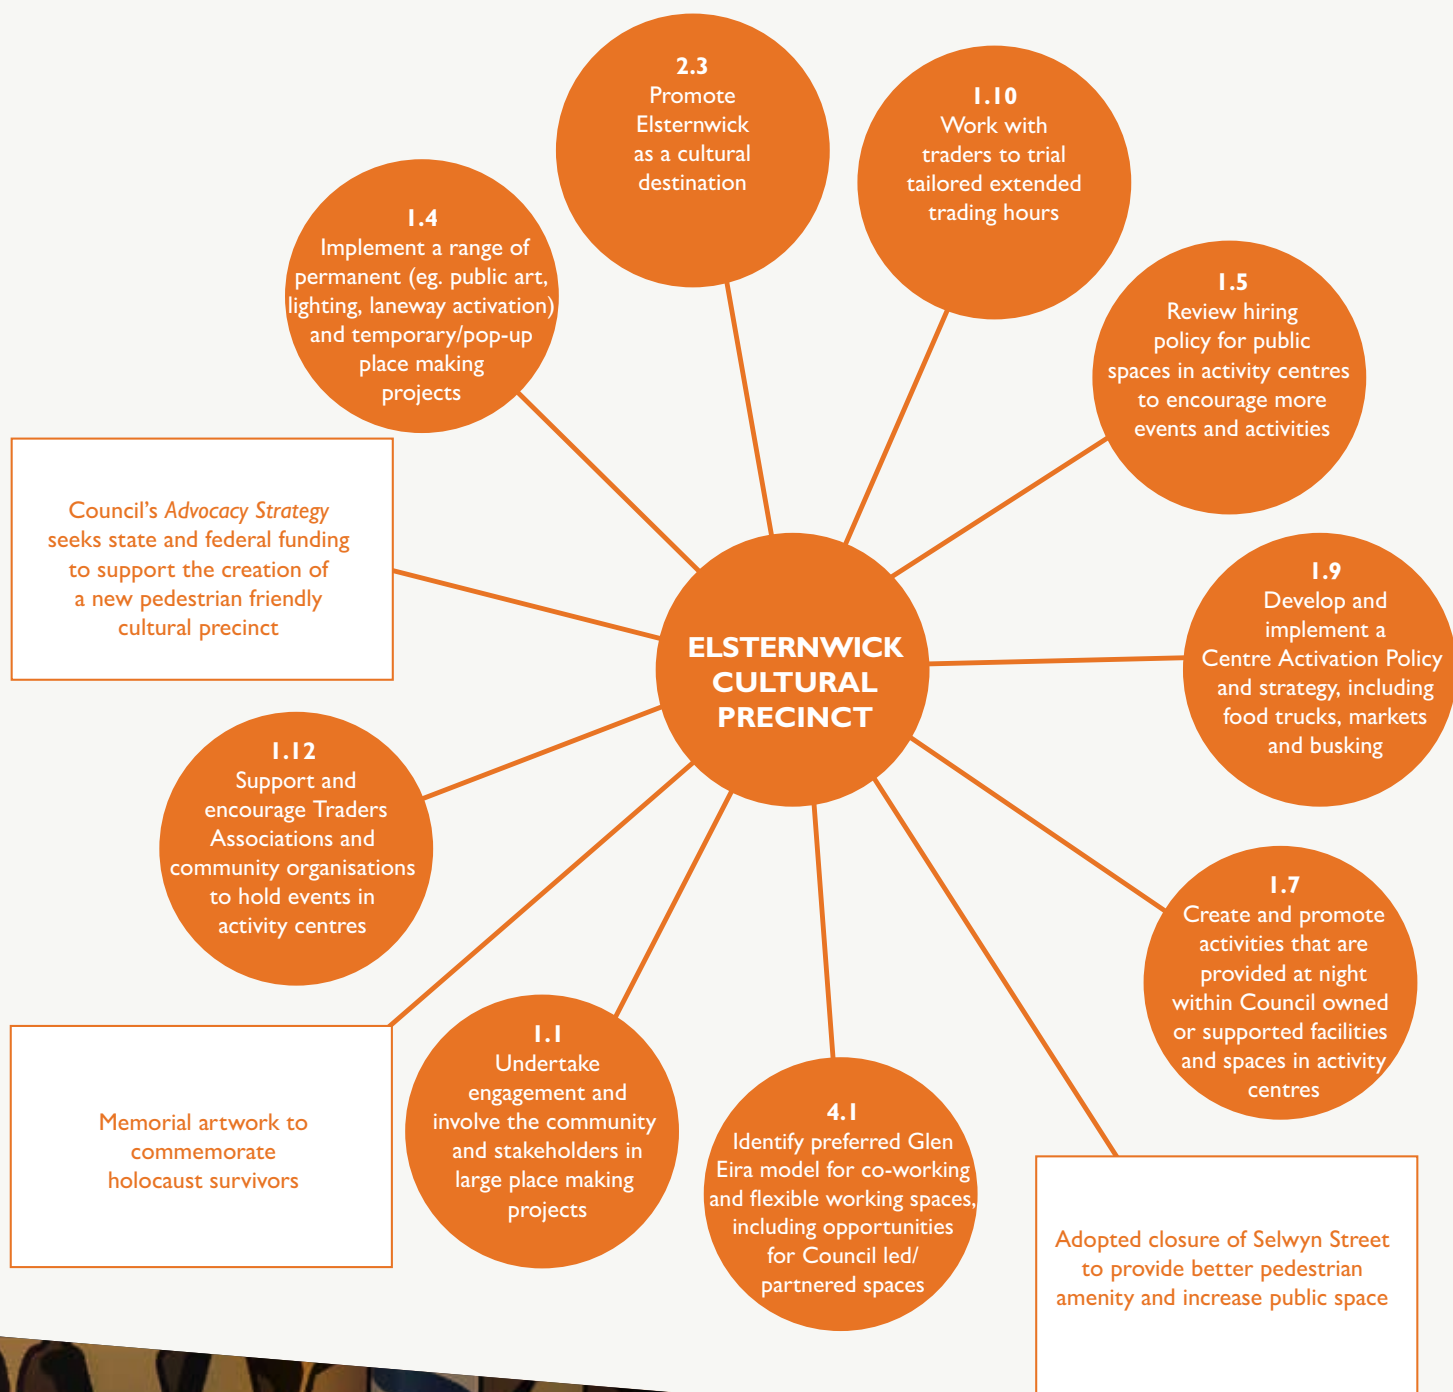 2.3
Promote
Elsternwick
as a cultural
destination
1.10
Work with
traders to trial
tailored extended
trading hours
1.4
Implement a range of
permanent (eg. public art,
lighting, laneway activation)
and temporary/pop-up
place making
projects
1.5
Review hiring
policy for public
spaces in activity centres
to encourage more
events and activities
Council's Advocacy Strategy
seeks state and federal funding
to support the creation of
a new pedestrian friendly
cultural precinct
ELSTERNWICK
CULTURAL
PRECINCT
1.9
Develop and
implement a
Centre Activation Policy
and strategy, including
food trucks, markets
and busking
1.12
Support and
encourage Traders
Associations and
community organisations
to hold events in
activity centres
1.7
Create and promote
activities that are
provided at night
within Council owned
or supported facilities
and spaces in activity
centres
Memorial artwork to
commemorate
holocaust survivors
1.1
Undertake
engagement and
involve the community
and stakeholders in
large place making
projects
4.1
Identify preferred Glen
Eira model for co-working
and flexible working spaces,
including opportunities
for Council led/
partnered spaces
Adopted closure of Selwyn Street
to provide better pedestrian
amenity and increase public space